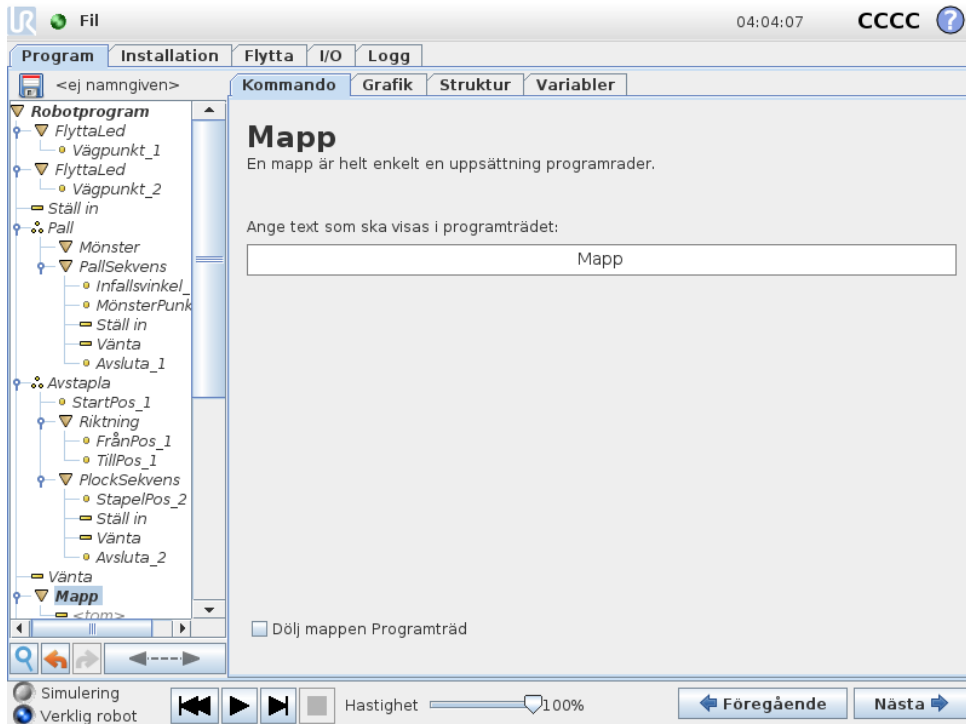 UR Fil 04:04:07 CCCC ?
Program Installation Flytta I/O Logg
<ej namngiven> Kommando Grafik Struktur Variabler
Robotprogram
FlyttaLed
Vägpunkt_1
FlyttaLed
Vägpunkt_2
Ställ in
Pall
Mönster
PallSekvens
Infallsvinkel_
MönsterPunk
Ställ in
Vänta
Avsluta_1
Avstapla
StartPos_1
Riktning
FrånPos_1
TillPos_1
PlockSekvens
StapelPos_2
Ställ in
Vänta
Avsluta_2
Vänta
Mapp
<tom>
Mapp
En mapp är helt enkelt en uppsättning programrader.
Ange text som ska visas i programträdet:
Mapp
Dölj mappen Programträd
Simulering
Verklig robot
Hastighet 100%
Föregående Nästa